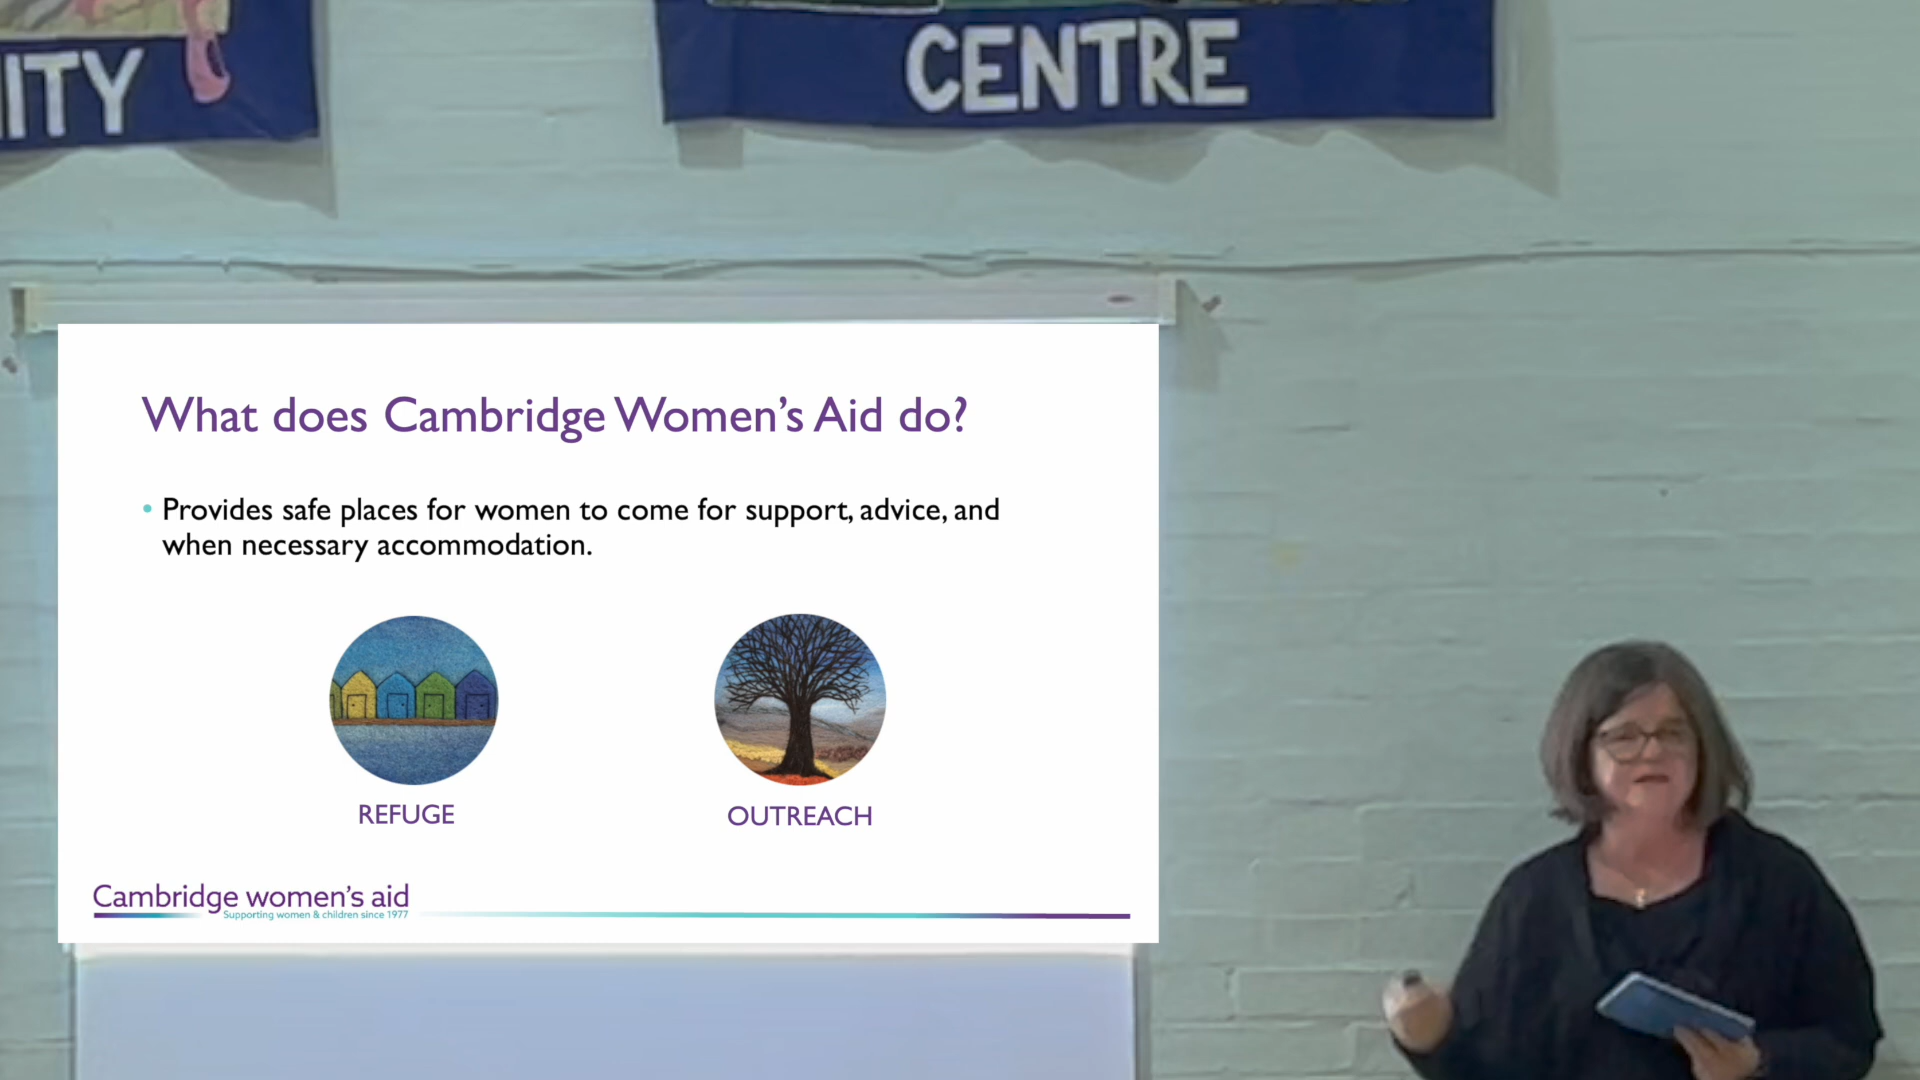 ITY
CENTRE
What does Cambridge Women's Aid do?
• Provides safe places for women to come for support, advice, and
when necessary accommodation.
REFUGE
OUTREACH
Cambridge women's aid
Supporting women & children since 1977